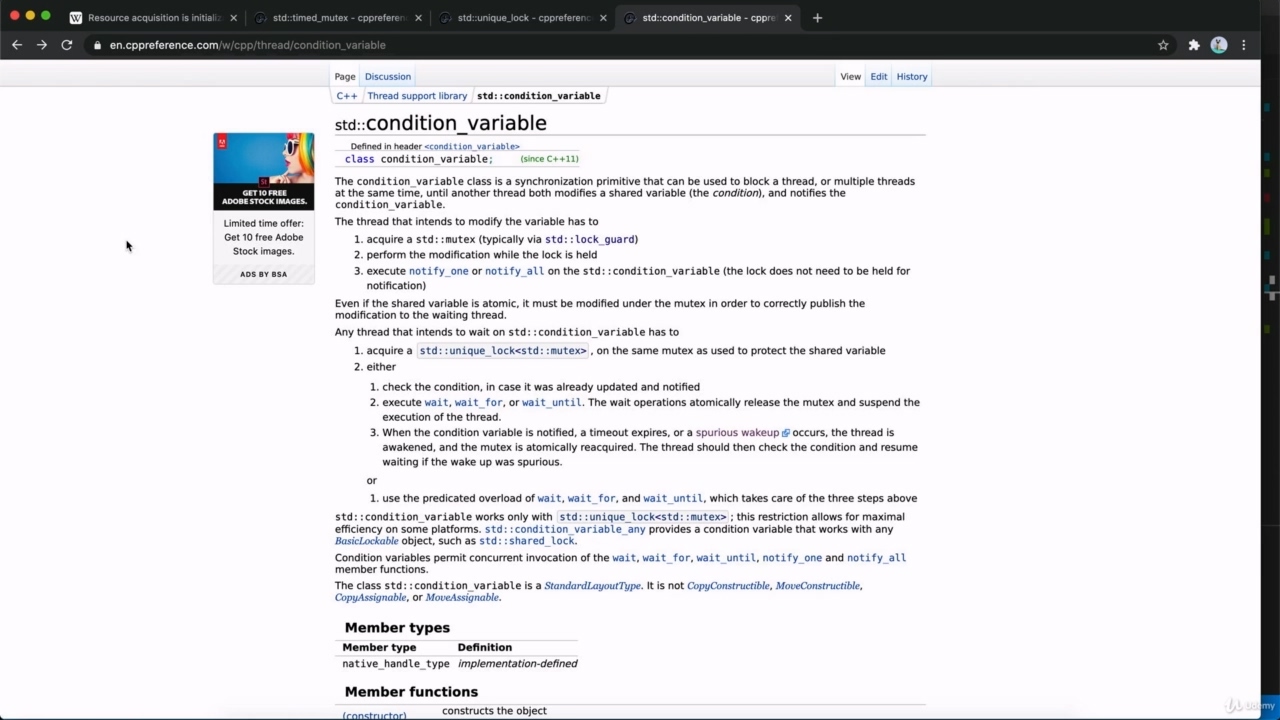 Resource acquisition is initiali
std::timed_mutex - cppreferen
std::unique_lock - cppreferenc
std::condition_variable - cppre
en.cppreference.com/w/cpp/thread/condition_variable
Page Discussion View Edit History
C++ Thread support library std::condition_variable
std::condition_variable
Defined in header <condition_variable>
class condition_variable; (since C++11)
The condition_variable class is a synchronization primitive that can be used to block a thread, or multiple threads
at the same time, until another thread both modifies a shared variable (the condition), and notifies the
condition_variable.
The thread that intends to modify the variable has to
1. acquire a std::mutex (typically via std::lock_guard)
2. perform the modification while the lock is held
3. execute notify_one or notify_all on the std::condition_variable (the lock does not need to be held for
notification)
Even if the shared variable is atomic, it must be modified under the mutex in order to correctly publish the
modification to the waiting thread.
Any thread that intends to wait on std::condition_variable has to
1. acquire a std::unique_lock<std::mutex>, on the same mutex as used to protect the shared variable
2. either
1. check the condition, in case it was already updated and notified
2. execute wait, wait_for, or wait_until. The wait operations atomically release the mutex and suspend the
execution of the thread.
3. When the condition variable is notified, a timeout expires, or a spurious wakeup occurs, the thread is
awakened, and the mutex is atomically reacquired. The thread should then check the condition and resume
waiting if the wake up was spurious.
or
1. use the predicated overload of wait, wait_for, and wait_until, which takes care of the three steps above
std::condition_variable works only with std::unique_lock<std::mutex>; this restriction allows for maximal
efficiency on some platforms. std::condition_variable_any provides a condition variable that works with any
BasicLockable object, such as std::shared_lock.
Condition variables permit concurrent invocation of the wait, wait_for, wait_until, notify_one and notify_all
member functions.
The class std::condition_variable is a StandardLayoutType. It is not CopyConstructible, MoveConstructible,
CopyAssignable, or MoveAssignable.
Member types
Member type Definition
native_handle_type implementation-defined
Member functions
(constructor) constructs the object
Adobe
St
GET 10 FREE
ADOBE STOCK IMAGES.
Limited time offer:
Get 10 free Adobe
Stock images.
ADS BY BSA
Udemy